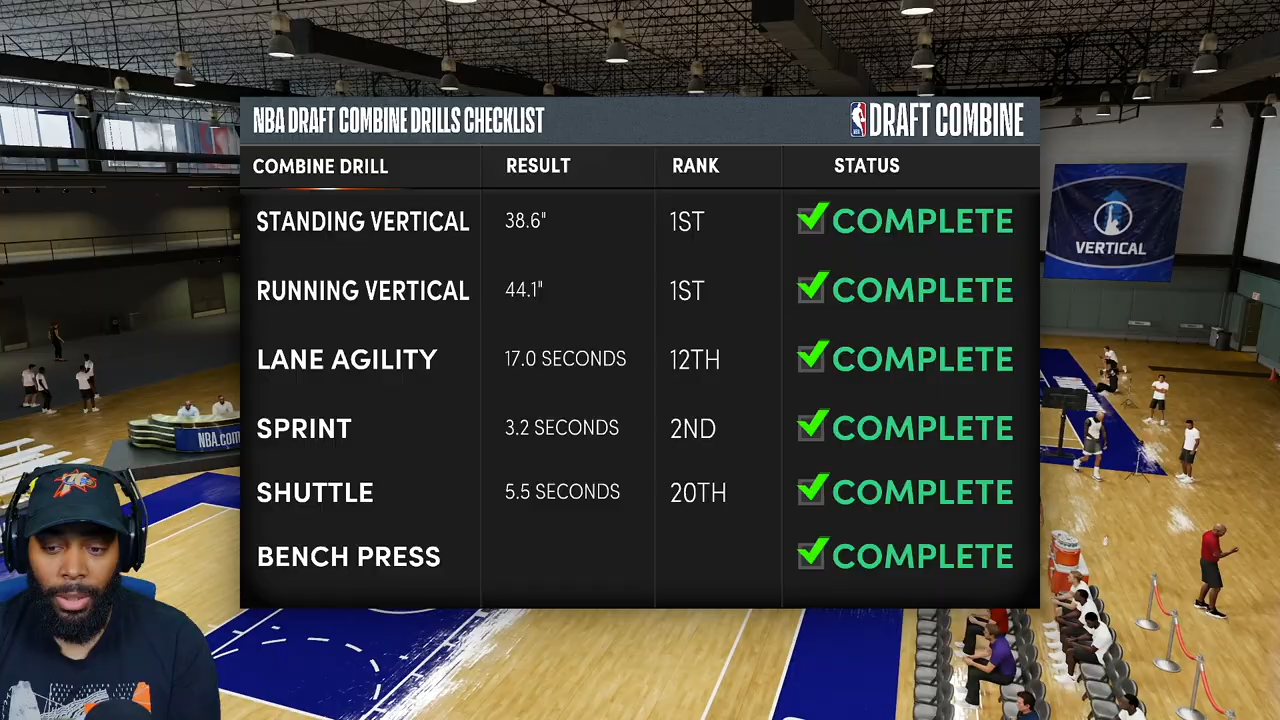 NBA DRAFT COMBINE DRILLS CHECKLIST
NBA DRAFT COMBINE
COMBINE DRILL RESULT RANK STATUS
STANDING VERTICAL 38.6" 1ST COMPLETE
RUNNING VERTICAL 44.1" 1ST COMPLETE
LANE AGILITY 17.0 SECONDS 12TH COMPLETE
SPRINT 3.2 SECONDS 2ND COMPLETE
SHUTTLE 5.5 SECONDS 20TH COMPLETE
BENCH PRESS COMPLETE
VERTICAL
NBA.com